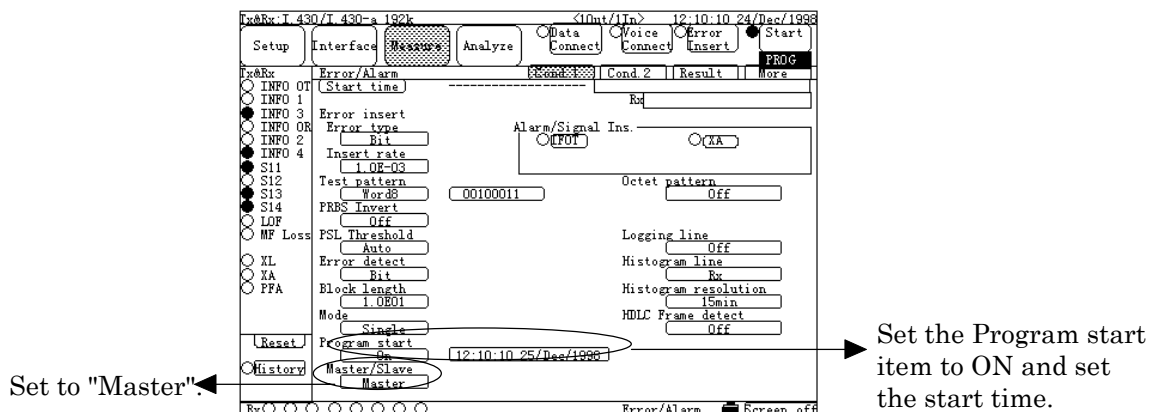 Tx&Rx:I.430/I.430-a 192k <1Out/1In> 12:10:10 24/Dec/1998
Setup Interface Measure Analyze Data Connect Voice Connect Error Insert Start
PROG
Tx&Rx Error/Alarm Cond.1 Cond.2 Result More
INFO 0T Start time --------------------
INFO 1 Rx
INFO 3 Error insert
INFO 0R Error type Alarm/Signal Ins.
INFO 2 Bit IFOT XA
INFO 4 Insert rate
S11 1.0E-03
S12 Test pattern Octet pattern
S13 Word8 00100011 Off
S14 PRBS Invert
LOF Off
MF Loss PSL Threshold Logging line
Auto Off
XL Error detect Histogram line
XA Bit Rx
PFA Block length Histogram resolution
1.0E01 15min
Mode HDLC Frame detect
Single Off
Reset Program start
On 12:10:10 25/Dec/1998
History Master/Slave
Master
Rx Error/Alarm Screen off
Set to "Master".
Set the Program start
item to ON and set
the start time.